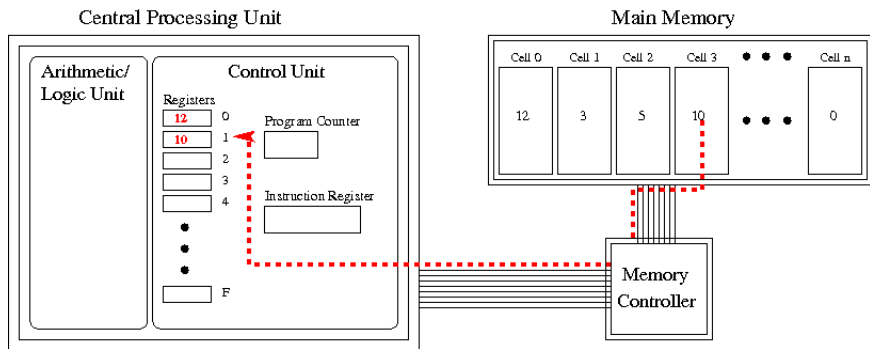 Central Processing Unit
Main Memory
Arithmetic/
Logic Unit
Control Unit
Registers
12 0
10 1
2
3
4
F
Program Counter
Instruction Register
Cell 0 Cell 1 Cell 2 Cell 3 Cell n
12 3 5 10 0
Memory
Controller